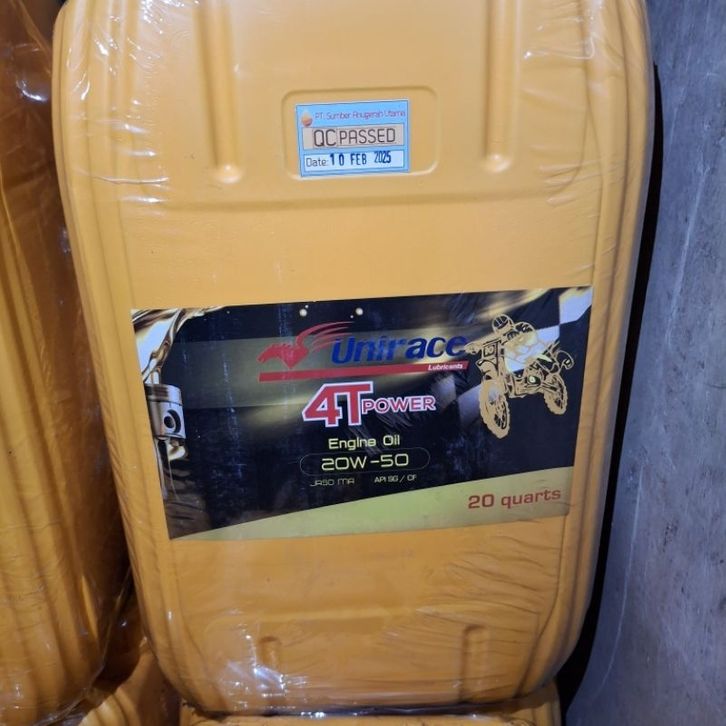 PT. Sumber Anugerah Utama
QC PASSED
Date: 10 FEB 2025
Unirace
Lubricants
4T POWER
Engine Oil
20W-50
JASO MA API SG / CF
20 quarts